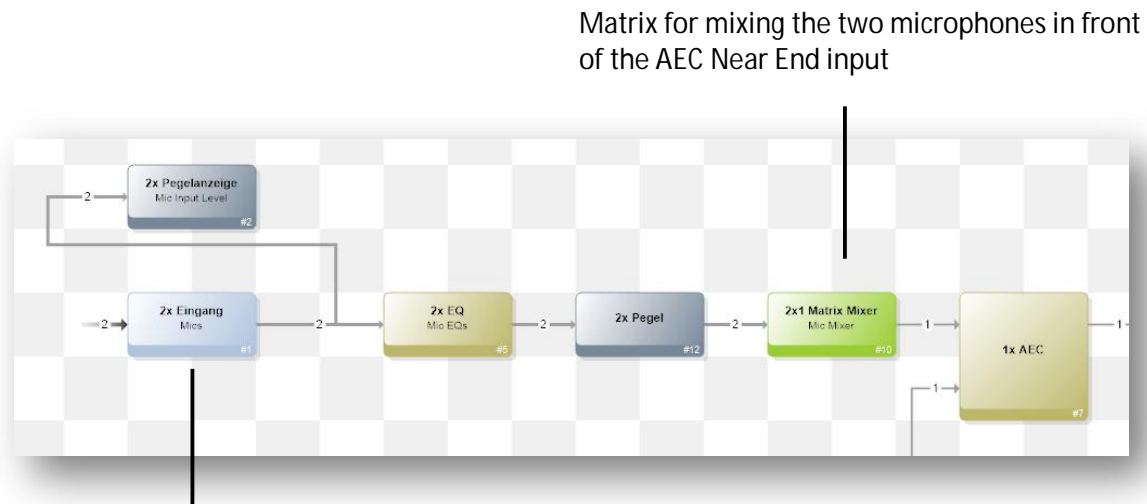 Matrix for mixing the two microphones in front
of the AEC Near End input
2x Pegelanzeige
Mic Input Level
#2
2
2
2x Eingang
Mics
#1
2
2x EQ
Mic EQs
#5
2
2x Pegel
#12
2
2x1 Matrix Mixer
Mic Mixer
#10
1
1
1x AEC
#7
1